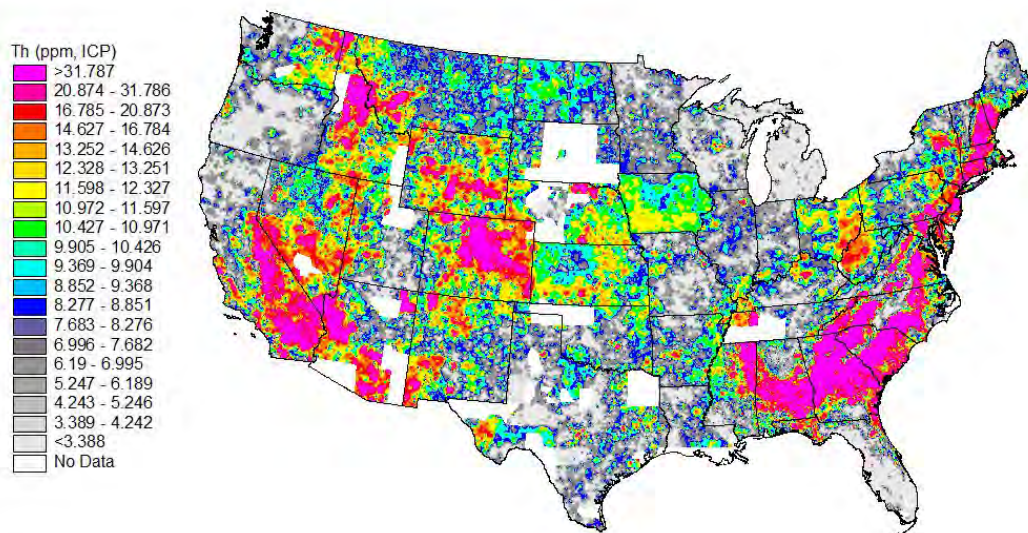 Th (ppm, ICP)
>31.787
20.874 - 31.786
16.785 - 20.873
14.627 - 16.784
13.252 - 14.626
12.328 - 13.251
11.598 - 12.327
10.972 - 11.597
10.427 - 10.971
9.905 - 10.426
9.369 - 9.904
8.852 - 9.368
8.277 - 8.851
7.683 - 8.276
6.996 - 7.682
6.19 - 6.995
5.247 - 6.189
4.243 - 5.246
3.389 - 4.242
<3.388
No Data